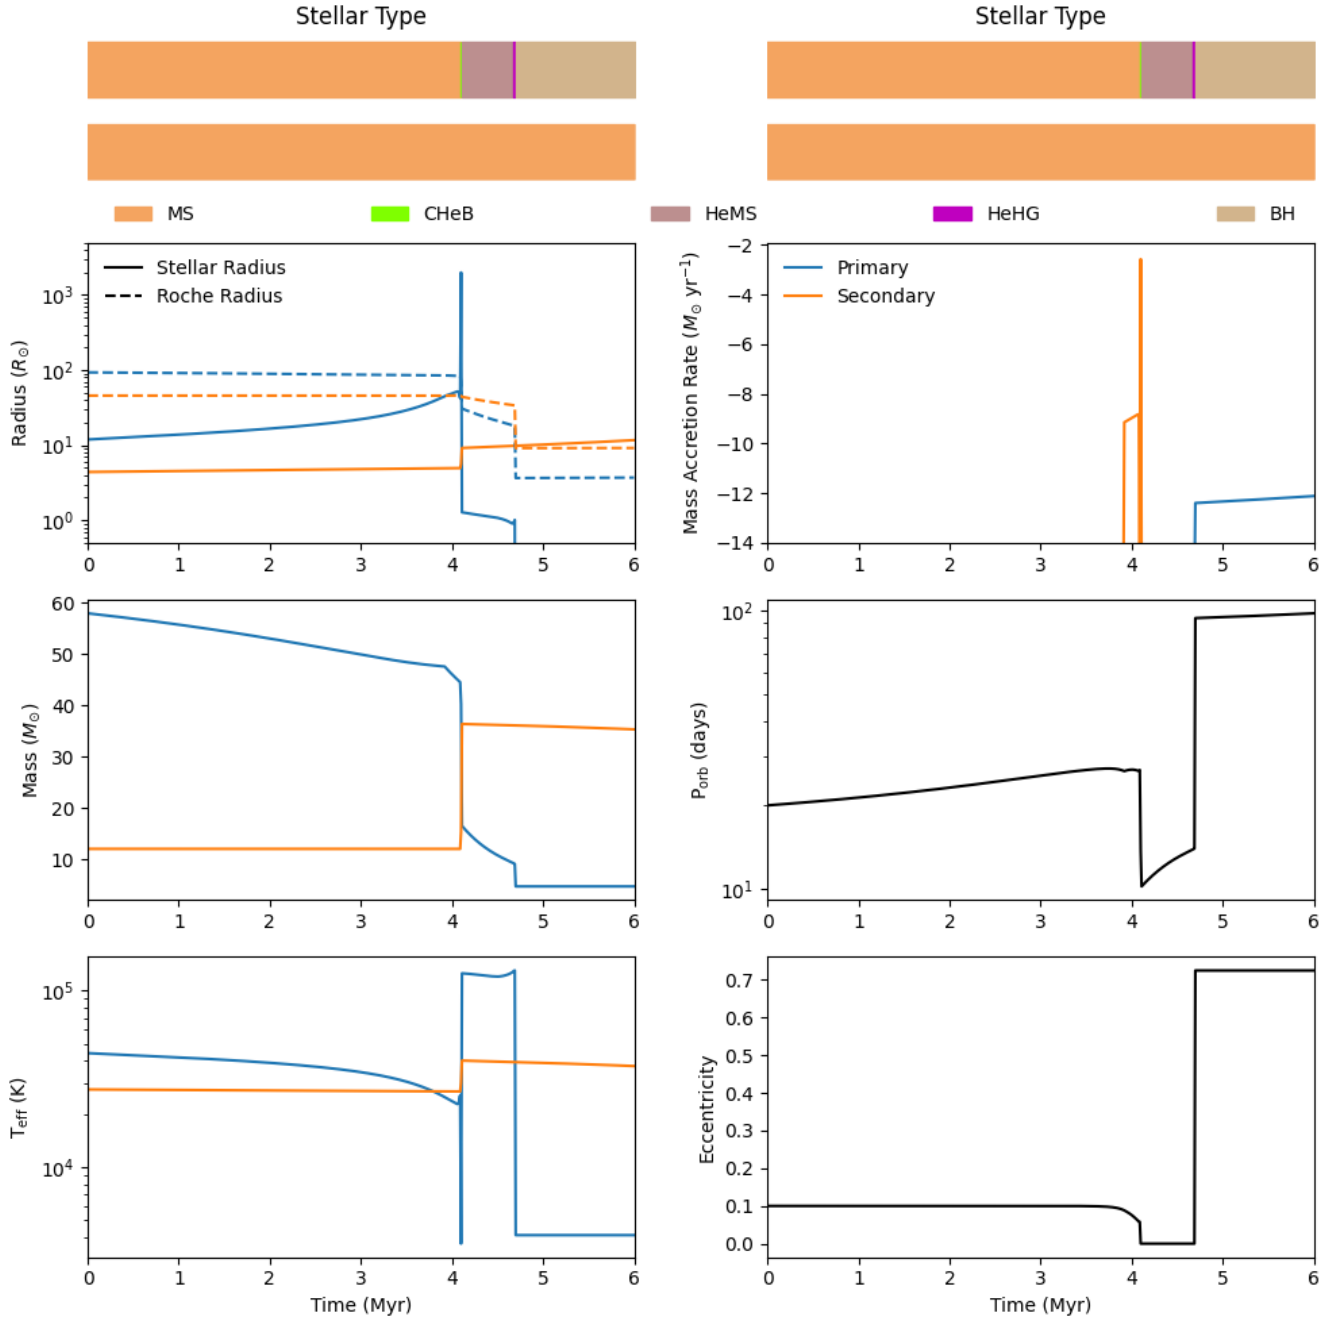 Stellar Type Stellar Type
MS CHeB HeMS HeHG BH
Stellar Radius
Roche Radius
10³
10²
10¹
10⁰
Radius (R⊙)
0 1 2 3 4 5 6
Primary
Secondary
−2
−4
−6
−8
−10
−12
−14
Mass Accretion Rate (M⊙ yr⁻¹)
0 1 2 3 4 5 6
60
50
40
30
20
10
Mass (M⊙)
0 1 2 3 4 5 6
10²
10¹
Porb (days)
0 1 2 3 4 5 6
10⁵
10⁴
Teff (K)
0 1 2 3 4 5 6
Time (Myr)
0.7
0.6
0.5
0.4
0.3
0.2
0.1
0.0
Eccentricity
0 1 2 3 4 5 6
Time (Myr)